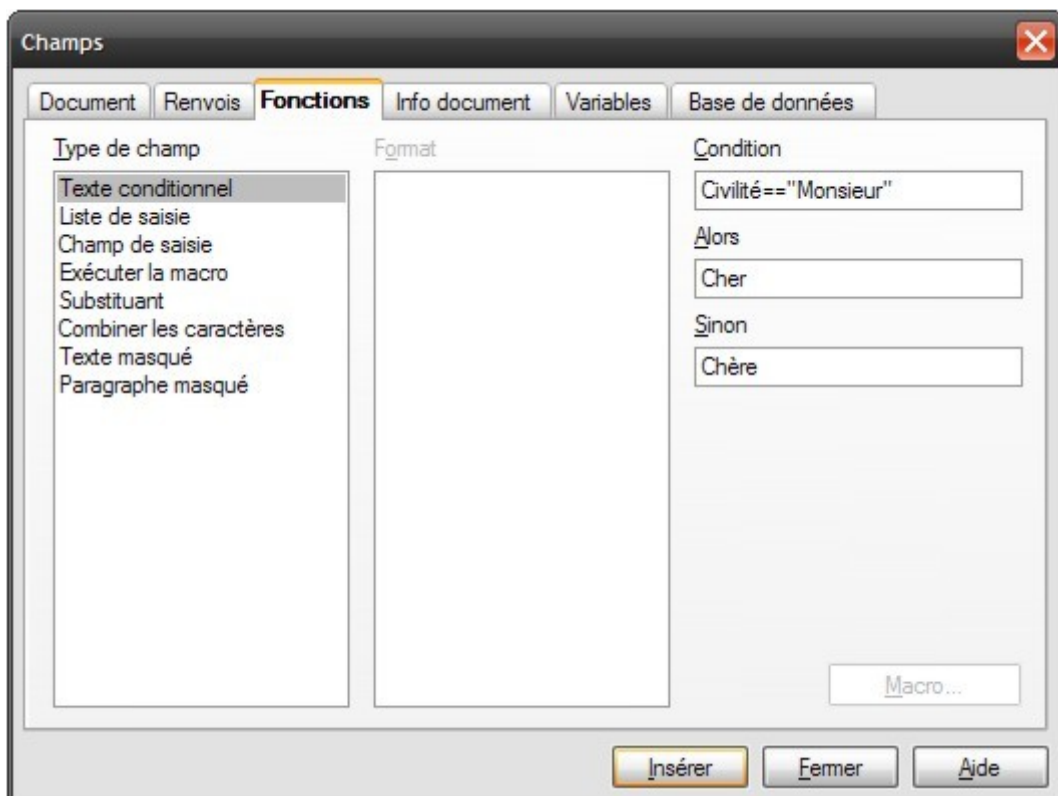 Champs
Document Renvois Fonctions Info document Variables Base de données
Type de champ
Texte conditionnel
Liste de saisie
Champ de saisie
Exécuter la macro
Substituant
Combiner les caractères
Texte masqué
Paragraphe masqué
Format
Condition
Civilité=="Monsieur"
Alors
Cher
Sinon
Chère
Macro...
Insérer Fermer Aide